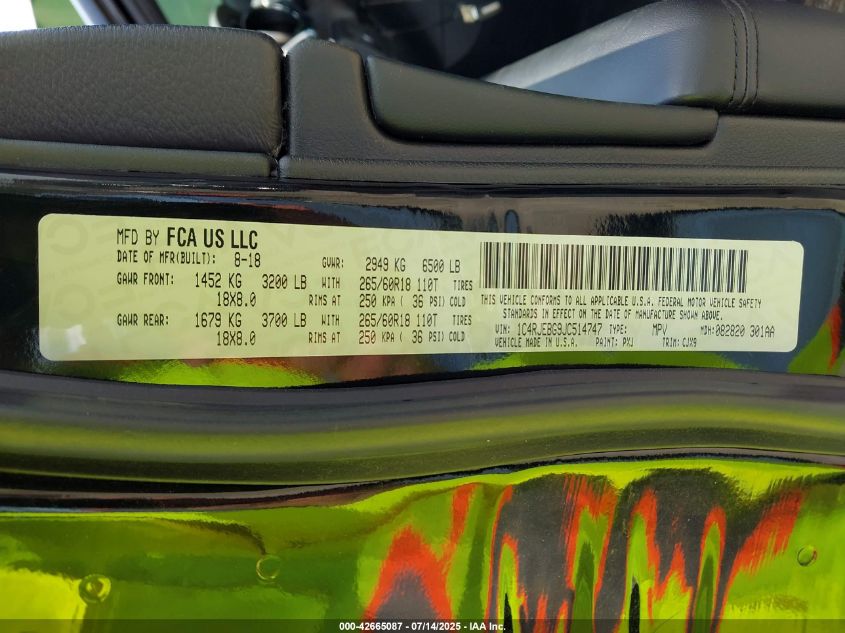 MFD BY FCA US LLC
DATE OF MFR(BUILT): 8-18 GVWR: 2949 KG 6500 LB
GAWR FRONT: 1452 KG 3200 LB WITH 265/60R18 110T TIRES
18X8.0 RIMS AT 250 KPA ( 36 PSI) COLD
GAWR REAR: 1679 KG 3700 LB WITH 265/60R18 110T TIRES
18X8.0 RIMS AT 250 KPA ( 36 PSI) COLD
THIS VEHICLE CONFORMS TO ALL APPLICABLE U.S.A. FEDERAL MOTOR VEHICLE SAFETY
STANDARDS IN EFFECT ON THE DATE OF MANUFACTURE SHOWN ABOVE.
VIN: 1C4RJEBG9JC514747 TYPE: MPV MDH: 082820 301AA
VEHICLE MADE IN U.S.A. PAINT: PXJ TRIM: CJX9
000-42665087 - 07/14/2025 - IAA Inc.